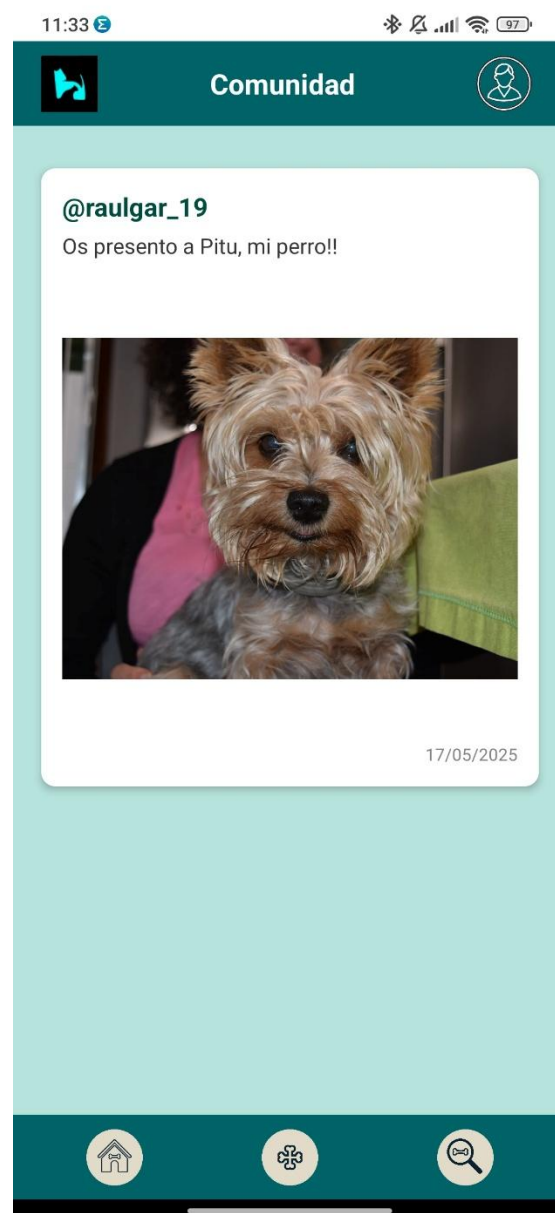 11:33
97
Comunidad
@raulgar_19
Os presento a Pitu, mi perro!!
17/05/2025